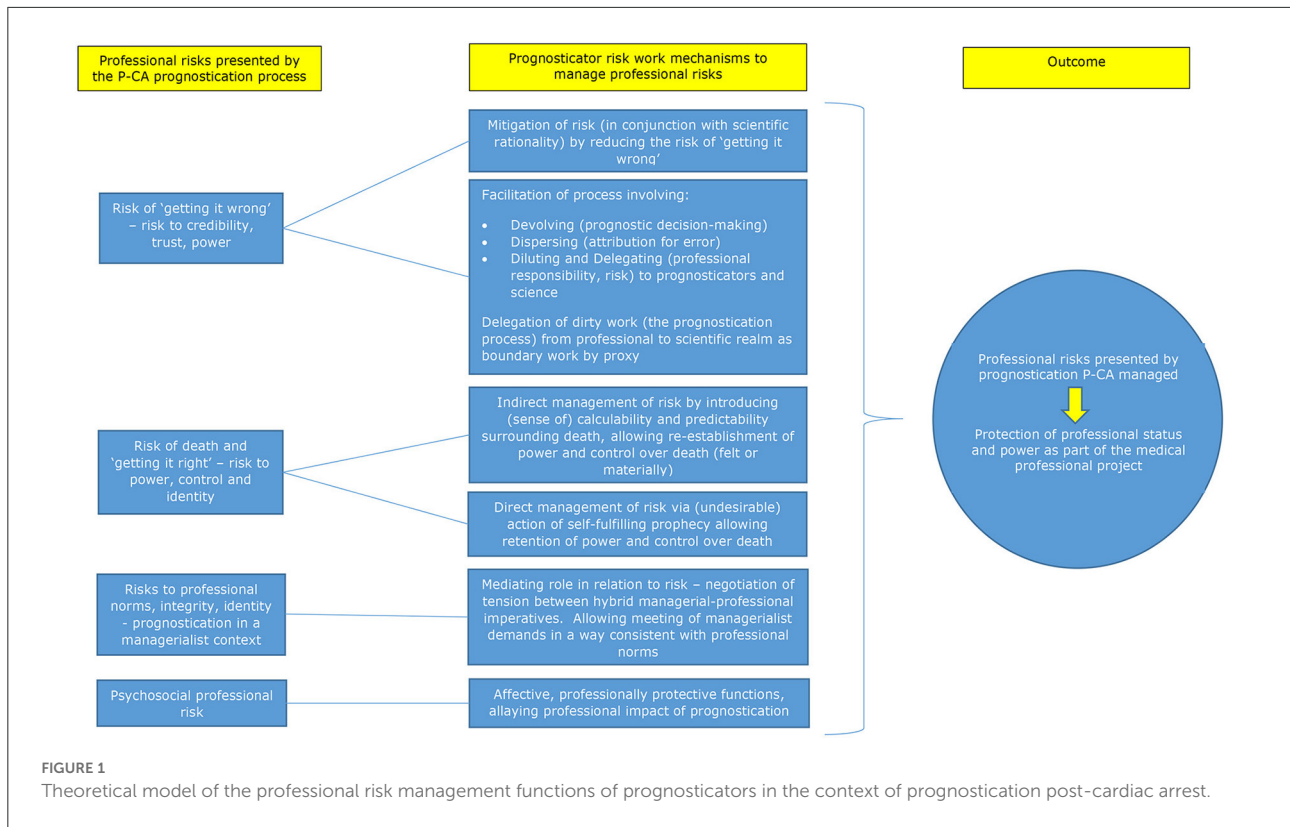 Professional risks presented by
the P-CA prognostication process
Prognosticator risk work mechanisms to
manage professional risks
Outcome
Risk of ‘getting it wrong’
– risk to credibility,
trust, power
Mitigation of risk (in conjunction with scientific
rationality) by reducing the risk of ‘getting it
wrong’
Facilitation of process involving:
• Devolving (prognostic decision-making)
• Dispersing (attribution for error)
• Diluting and Delegating (professional
responsibility, risk) to prognosticators and
science
Delegation of dirty work (the prognostication
process) from professional to scientific realm as
boundary work by proxy
Risk of death and
‘getting it right’ – risk to
power, control and
identity
Indirect management of risk by introducing
(sense of) calculability and predictability
surrounding death, allowing re-establishment of
power and control over death (felt or
materially)
Direct management of risk via (undesirable)
action of self-fulfilling prophecy allowing
retention of power and control over death
Risks to professional
norms, integrity, identity
- prognostication in a
managerialist context
Mediating role in relation to risk – negotiation of
tension between hybrid managerial-professional
imperatives. Allowing meeting of managerialist
demands in a way consistent with professional
norms
Psychosocial professional
risk
Affective, professionally protective functions,
allaying professional impact of prognostication
Professional risks presented by
prognostication P-CA managed
Protection of professional status
and power as part of the medical
professional project
FIGURE 1
Theoretical model of the professional risk management functions of prognosticators in the context of prognostication post-cardiac arrest.